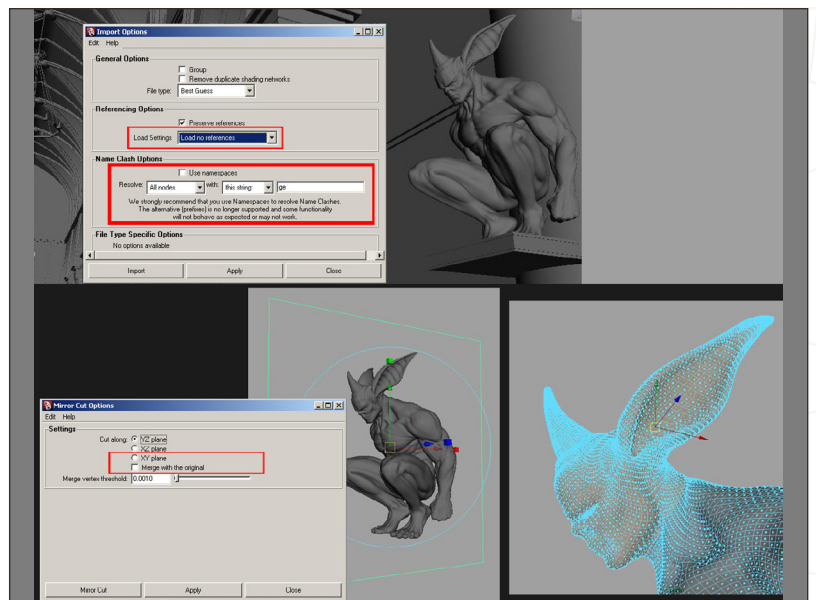 Import Options
Edit Help
General Options
Group
Remove duplicate shading networks
File type: Best Guess
Referencing Options
Preserve references
Load Settings Load no references
Name Clash Options
Use namespaces
Resolve: All nodes with: this string: ge
We strongly recommend that you use Namespaces to resolve Name Clashes.
The alternative (prefixes) is no longer supported and some functionality
will not behave as expected or may not work.
File Type Specific Options
No options available
Import Apply Close
Mirror Cut Options
Edit Help
Settings
Cut along: YZ plane
XZ plane
XY plane
Merge with the original
Merge vertex threshold: 0.0010
Mirror Cut Apply Close